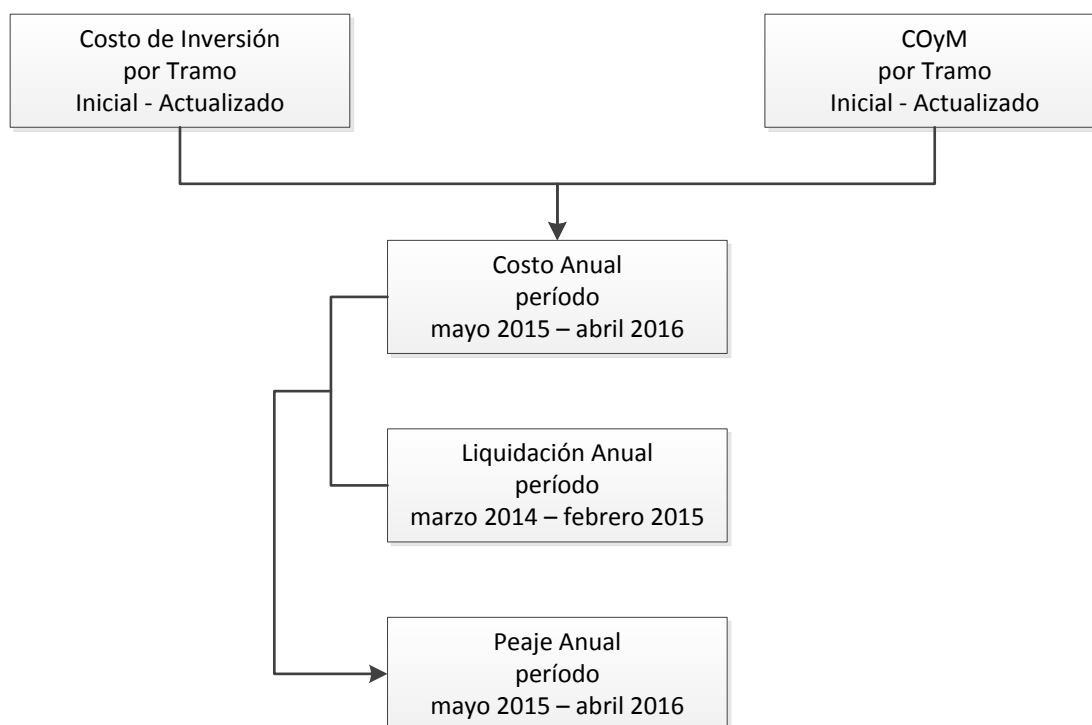 Costo de Inversión
por Tramo
Inicial - Actualizado
COyM
por Tramo
Inicial - Actualizado
Costo Anual
período
mayo 2015 – abril 2016
Liquidación Anual
período
marzo 2014 – febrero 2015
Peaje Anual
período
mayo 2015 – abril 2016